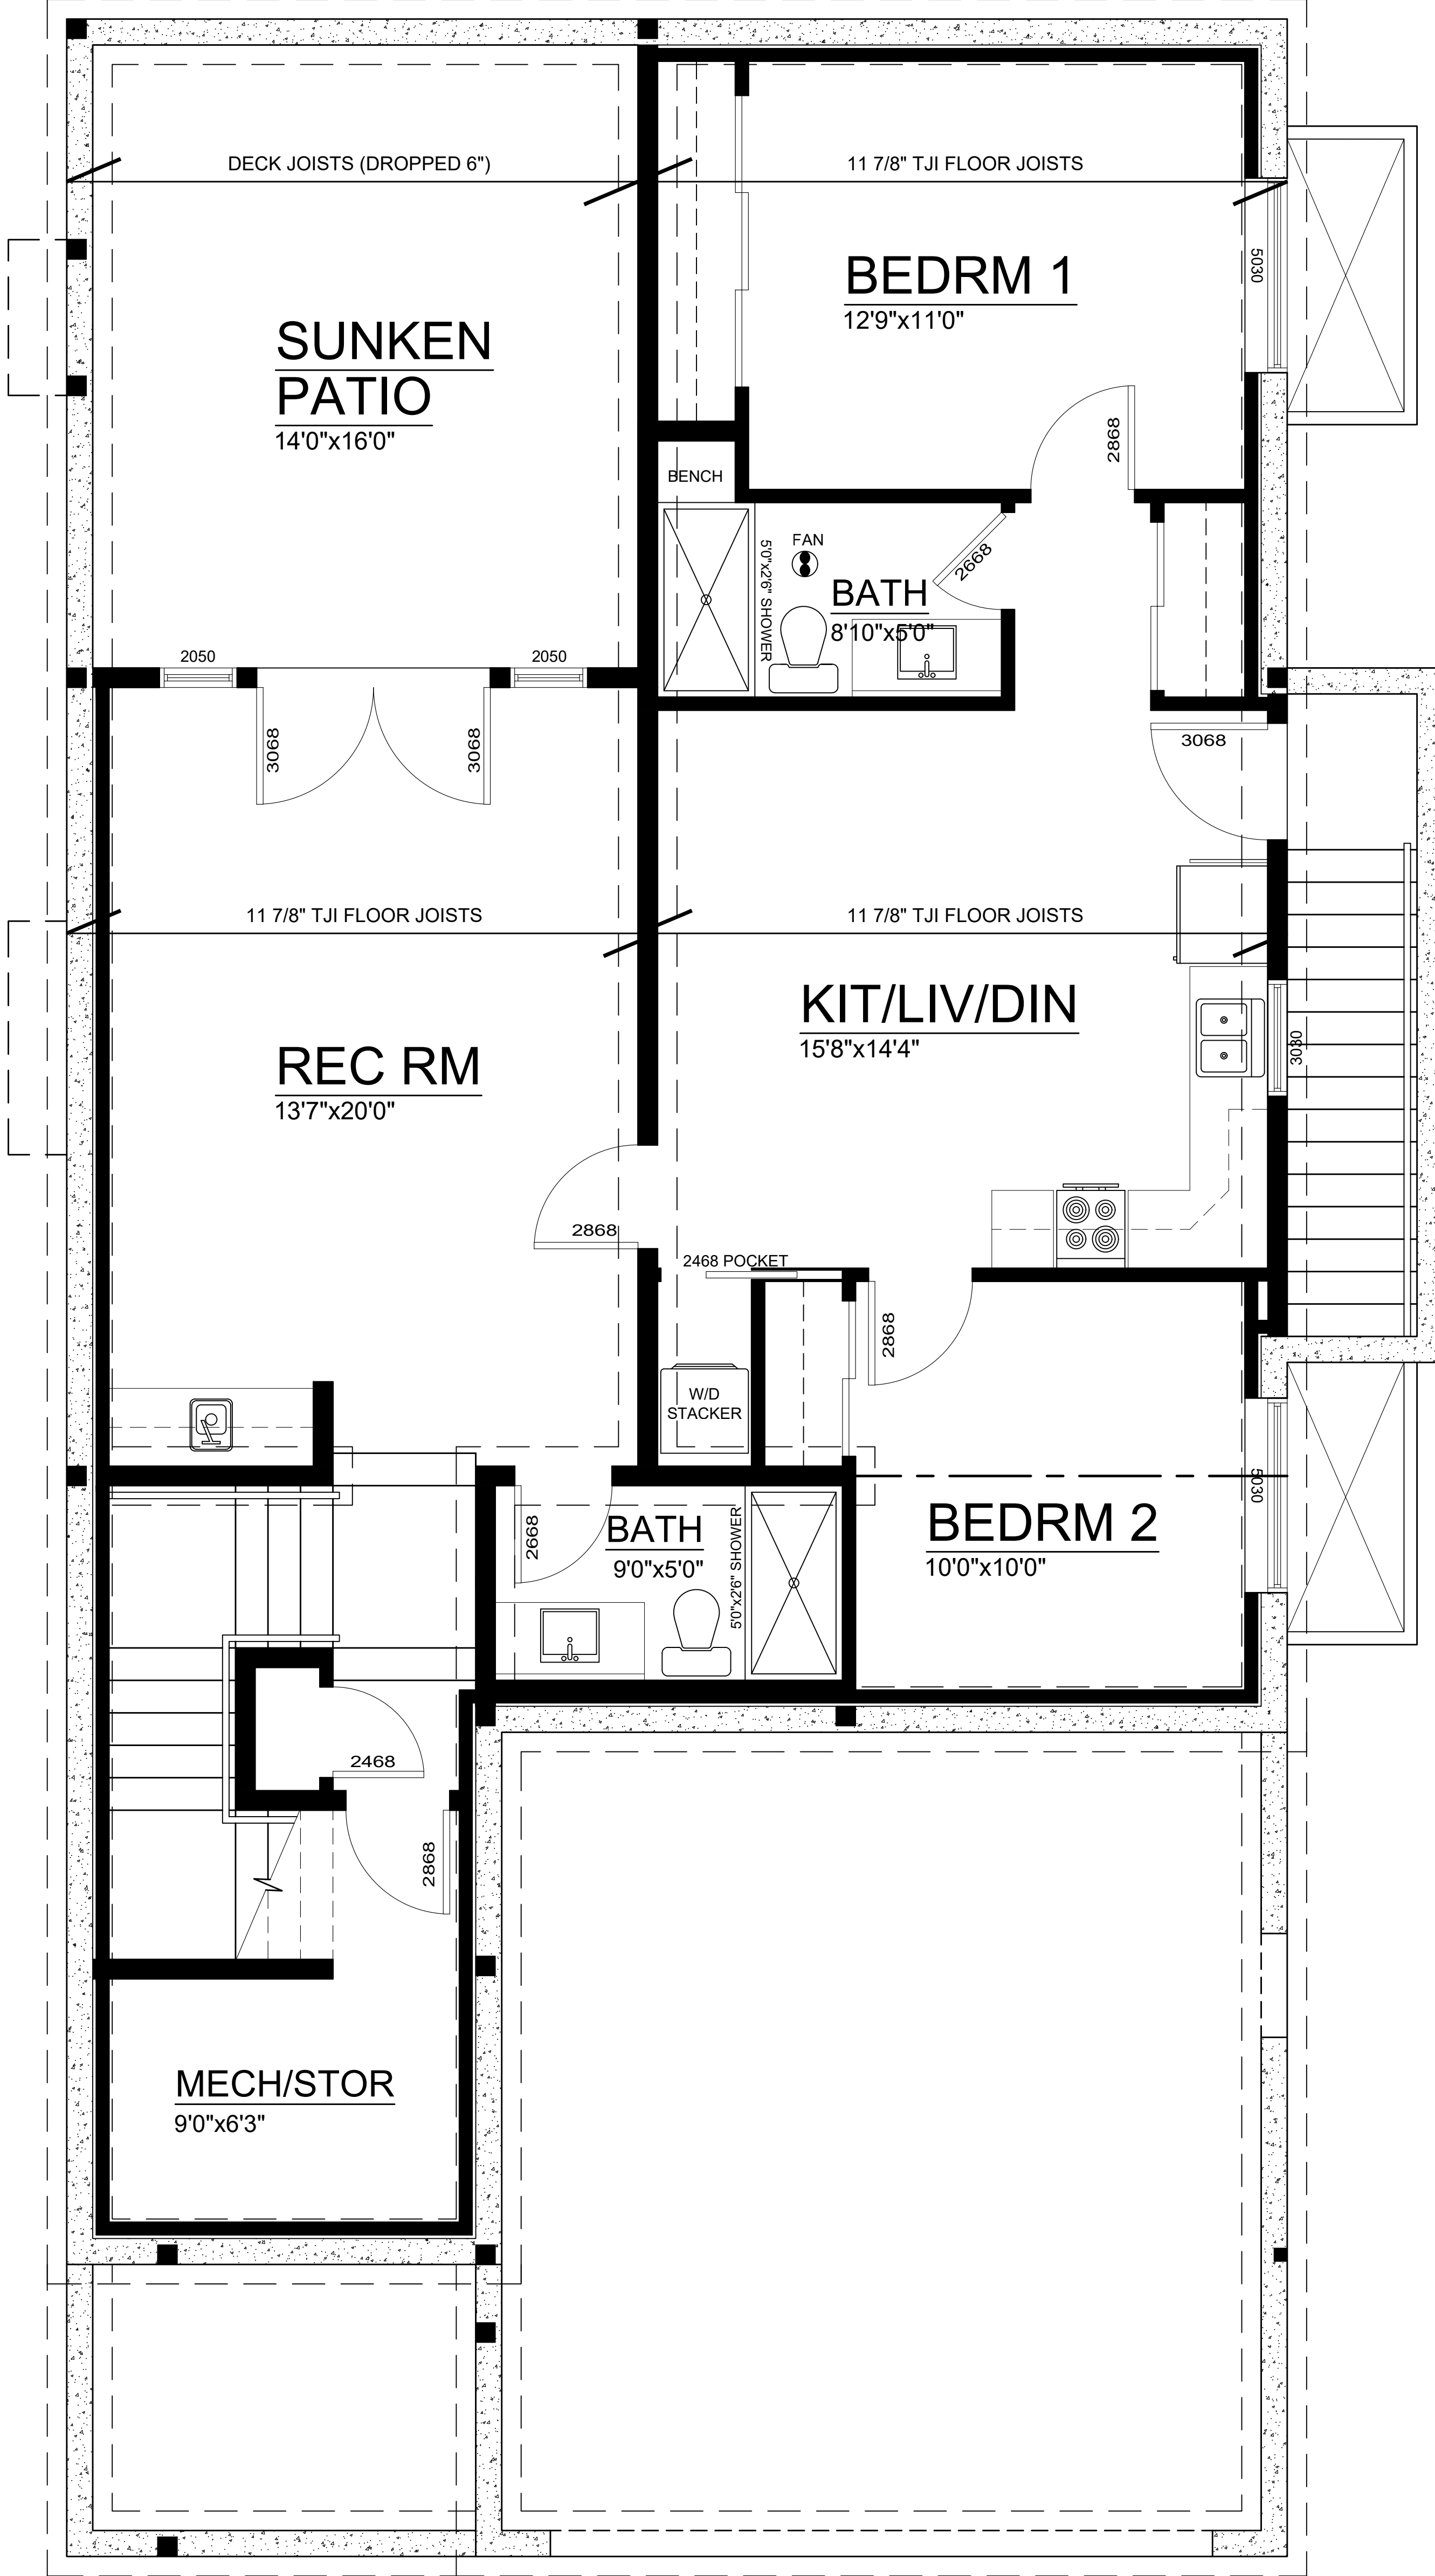 DECK JOISTS (DROPPED 6")
11 7/8" TJI FLOOR JOISTS
BEDRM 1
12'9"x11'0"
5030
SUNKEN
PATIO
14'0"x16'0"
2868
BENCH
FAN
2668
5'0"x2'6" SHOWER
BATH
8'10"x5'0"
2050
2050
3068
3068
3068
11 7/8" TJI FLOOR JOISTS
11 7/8" TJI FLOOR JOISTS
KIT/LIV/DIN
15'8"x14'4"
3030
REC RM
13'7"x20'0"
2868
2468 POCKET
2868
W/D
STACKER
5030
BEDRM 2
10'0"x10'0"
2668
BATH
9'0"x5'0"
5'0"x2'6" SHOWER
2468
2868
MECH/STOR
9'0"x6'3"